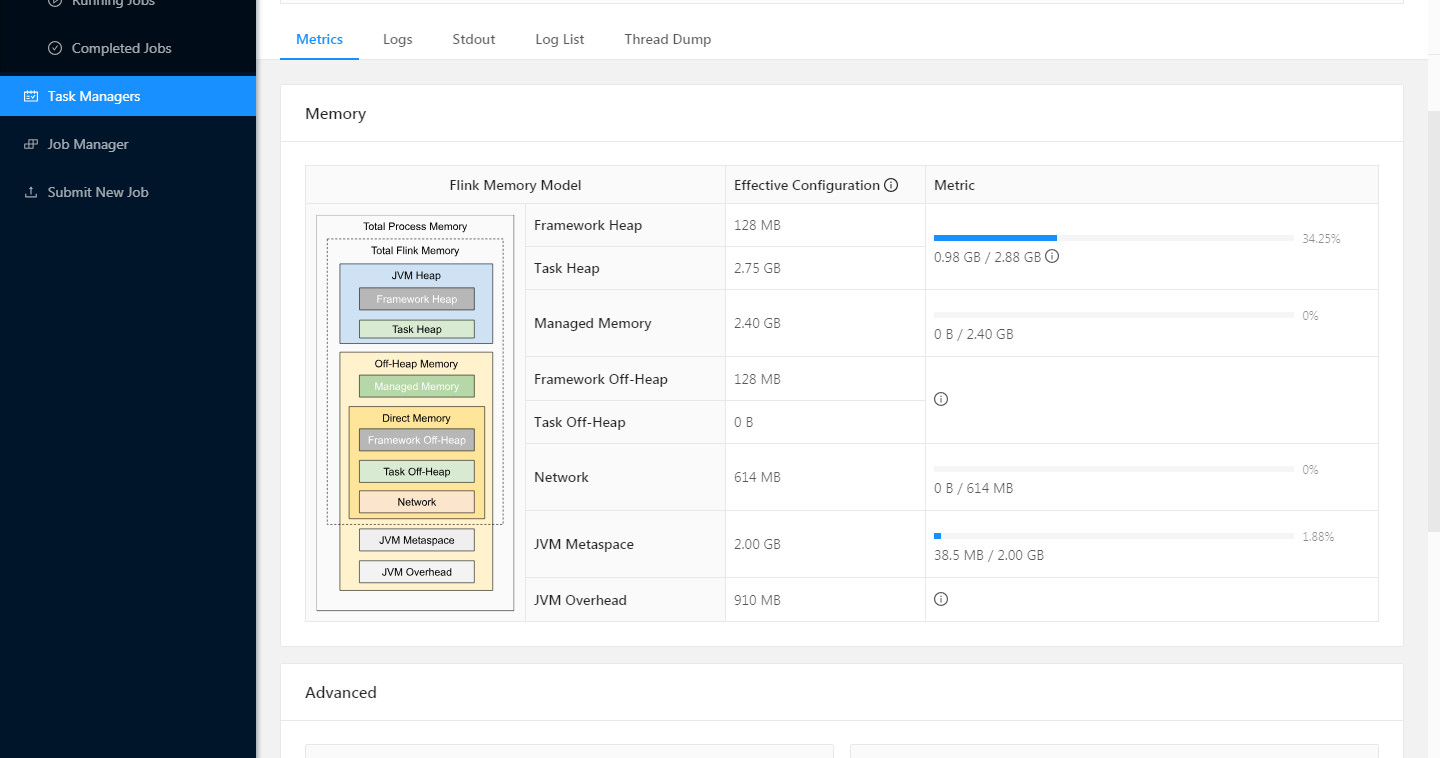 Running Jobs
Completed Jobs
Task Managers
Job Manager
Submit New Job
Metrics
Logs
Stdout
Log List
Thread Dump
Memory
Flink Memory Model
Effective Configuration
Metric
Total Process Memory
Total Flink Memory
JVM Heap
Framework Heap
Task Heap
Off-Heap Memory
Managed Memory
Direct Memory
Framework Off-Heap
Task Off-Heap
Network
JVM Metaspace
JVM Overhead
Framework Heap
128 MB
34.25%
0.98 GB / 2.88 GB
Task Heap
2.75 GB
Managed Memory
2.40 GB
0%
0 B / 2.40 GB
Framework Off-Heap
128 MB
Task Off-Heap
0 B
Network
614 MB
0%
0 B / 614 MB
JVM Metaspace
2.00 GB
1.88%
38.5 MB / 2.00 GB
JVM Overhead
910 MB
Advanced